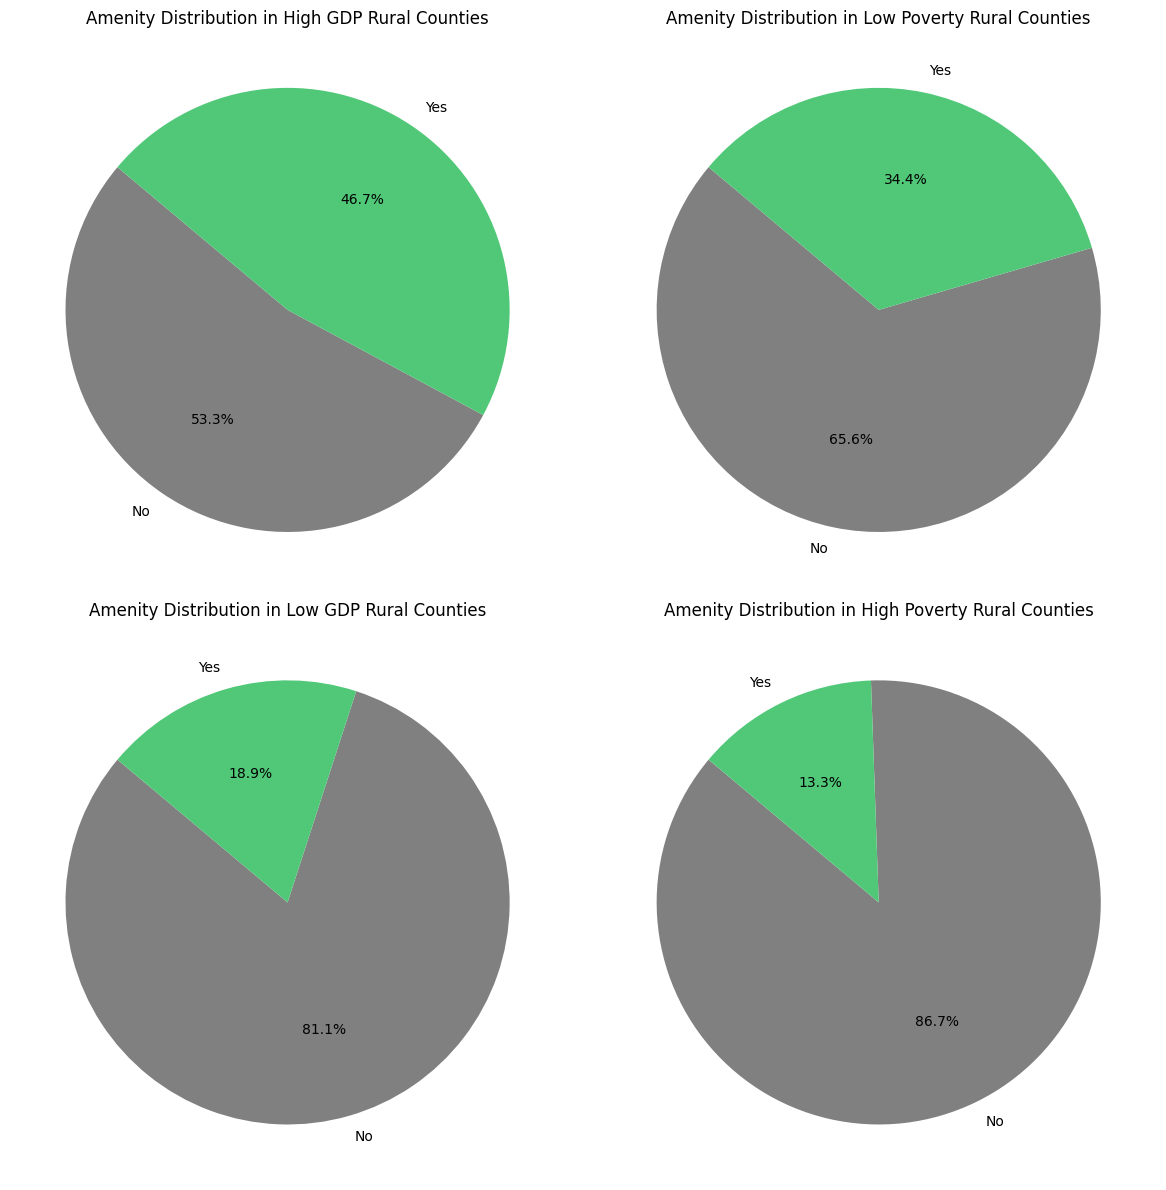 Amenity Distribution in High GDP Rural Counties
Yes
46.7%
53.3%
No
Amenity Distribution in Low Poverty Rural Counties
Yes
34.4%
65.6%
No
Amenity Distribution in Low GDP Rural Counties
Yes
18.9%
81.1%
No
Amenity Distribution in High Poverty Rural Counties
Yes
13.3%
86.7%
No